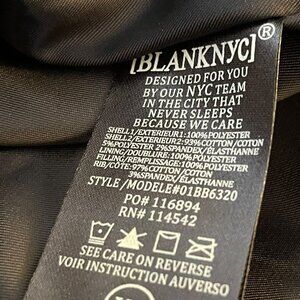 [BLANKNYC]®
DESIGNED FOR YOU
BY OUR NYC TEAM
IN THE CITY THAT
NEVER SLEEPS
BECAUSE WE CARE
SHELL1/EXTERIEUR1:100%POLYESTER
SHELL2/EXTERIEUR2:93%COTTON/COTON
5%POLYESTER 2%SPANDEX/ÉLASTHANNE
LINING/DOUBLURE:100%POLYESTER
FILLING/REMPLISSAGE:100%POLYESTER
RIB/CÔTE:97%COTTON/COTON
3%SPANDEX/ÉLASTHANNE
STYLE/MODELE#01BB6320
PO# 116894
RN# 114542
SEE CARE ON REVERSE
VOIR INSTRUCTION AUVERSO